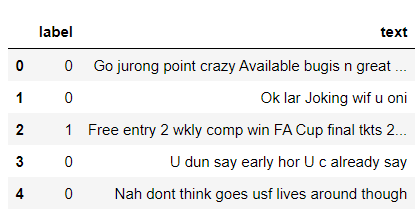 label text
0 0 Go jurong point crazy Available bugis n great ...
1 0 Ok lar Joking wif u oni
2 1 Free entry 2 wkly comp win FA Cup final tkts 2...
3 0 U dun say early hor U c already say
4 0 Nah dont think goes usf lives around though